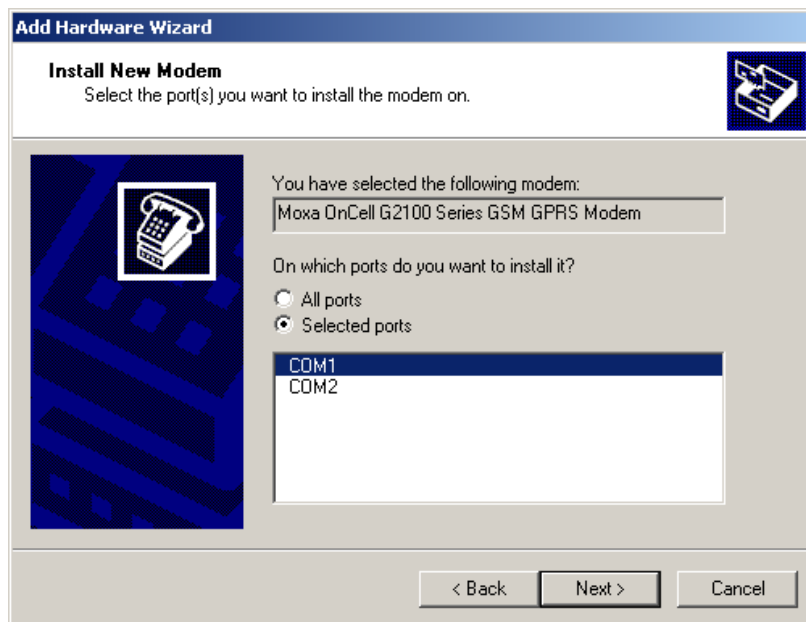 Add Hardware Wizard
Install New Modem
Select the port(s) you want to install the modem on.
You have selected the following modem:
Moxa OnCell G2100 Series GSM GPRS Modem
On which ports do you want to install it?
All ports
Selected ports
COM1
COM2
< Back
Next >
Cancel